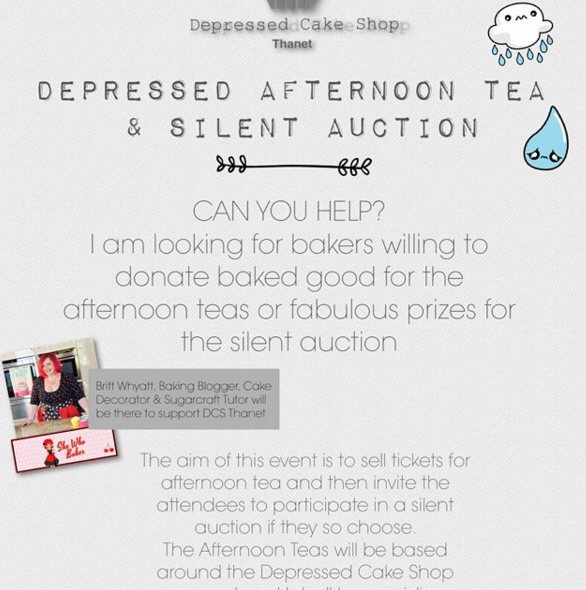 Depressed Cake Shop
Thanet
DEPRESSED AFTERNOON TEA
& SILENT AUCTION
CAN YOU HELP?
I am looking for bakers willing to
donate baked good for the
afternoon teas or fabulous prizes for
the silent auction
Britt Whyatt, Baking Blogger, Cake
Decorator & Sugarcraft Tutor will
be there to support DCS Thanet
She Who
Bakes
The aim of this event is to sell tickets for
afternoon tea and then invite the
attendees to participate in a silent
auction if they so choose.
The Afternoon Teas will be based
around the Depressed Cake Shop